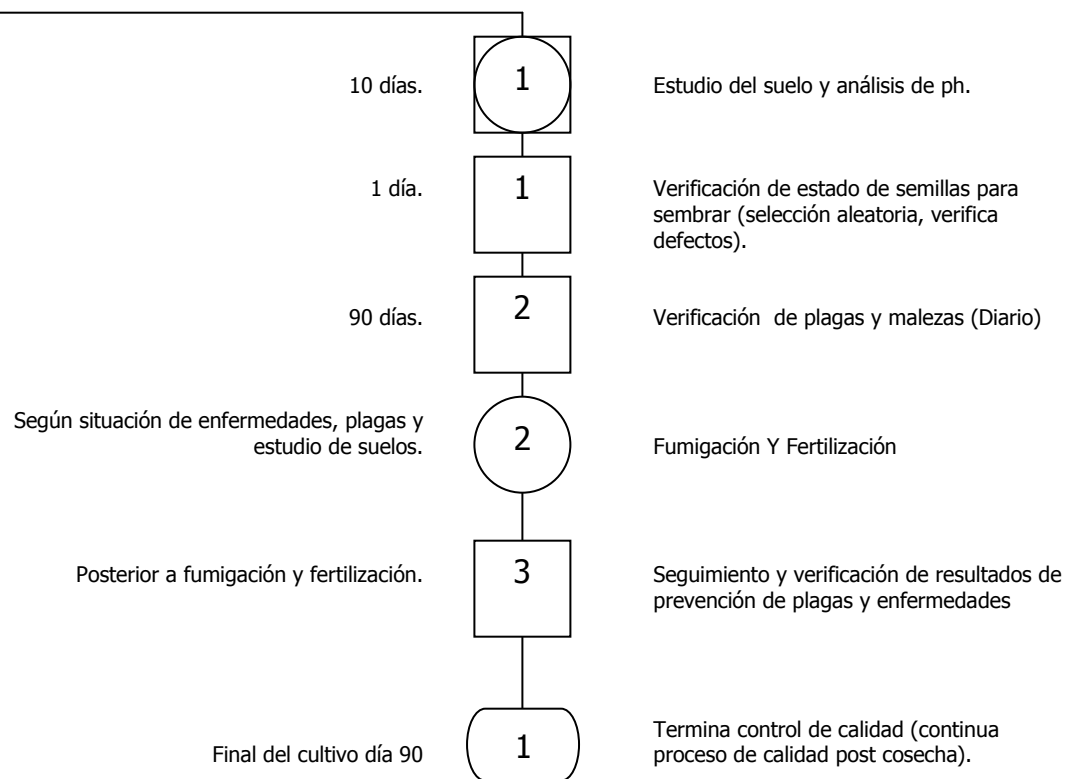 10 días.
1
Estudio del suelo y análisis de ph.
1 día.
1
Verificación de estado de semillas para
sembrar (selección aleatoria, verifica
defectos).
90 días.
2
Verificación  de plagas y malezas (Diario)
Según situación de enfermedades, plagas y
estudio de suelos.
2
Fumigación Y Fertilización
Posterior a fumigación y fertilización.
3
Seguimiento y verificación de resultados de
prevención de plagas y enfermedades
Final del cultivo día 90
1
Termina control de calidad (continua
proceso de calidad post cosecha).